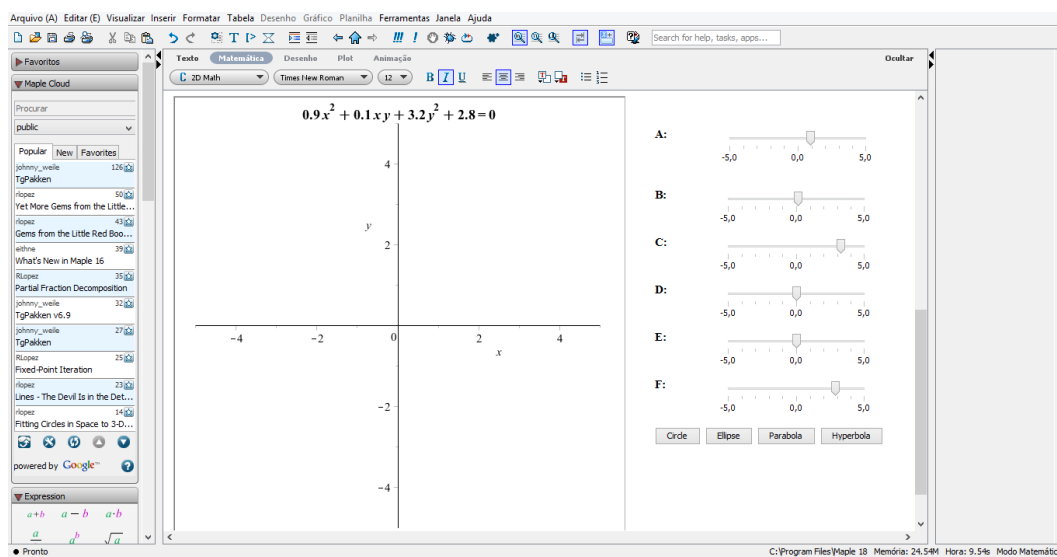 Arquivo (A) Editar (E) Visualizar Inserir Formatar Tabela Desenho Gráfico Planilha Ferramentas Janela Ajuda
Search for help, tasks, apps...
Favoritos
Maple Cloud
Procurar
public
Popular New Favorites
johnny_weile 126
TgPakken
rlopez 50
Yet More Gems from the Little...
rlopez 43
Gems from the Little Red Boo...
eithne 39
What's New in Maple 16
RLopez 35
Partial Fraction Decomposition
johnny_weile 32
TgPakken v6.9
johnny_weile 27
TgPakken
RLopez 25
Fixed-Point Iteration
rlopez 23
Lines - The Devil Is in the Det...
rlopez 14
Fitting Circles in Space to 3-D...
powered by Google™
Expression
a+b a − b a·b
a a^b √a
Pronto
Texto Matemática Desenho Plot Animação Ocultar
C 2D Math Times New Roman 12 B I U
0.9 x^2 + 0.1 x y + 3.2 y^2 + 2.8 = 0
4
y
2
−4 −2 0 2 4
x
−2
−4
A:
-5,0 0,0 5,0
B:
-5,0 0,0 5,0
C:
-5,0 0,0 5,0
D:
-5,0 0,0 5,0
E:
-5,0 0,0 5,0
F:
-5,0 0,0 5,0
Circle Ellipse Parabola Hyperbola
C:\Program Files\Maple 18 Memória: 24.54M Hora: 9.54s Modo Matemátic